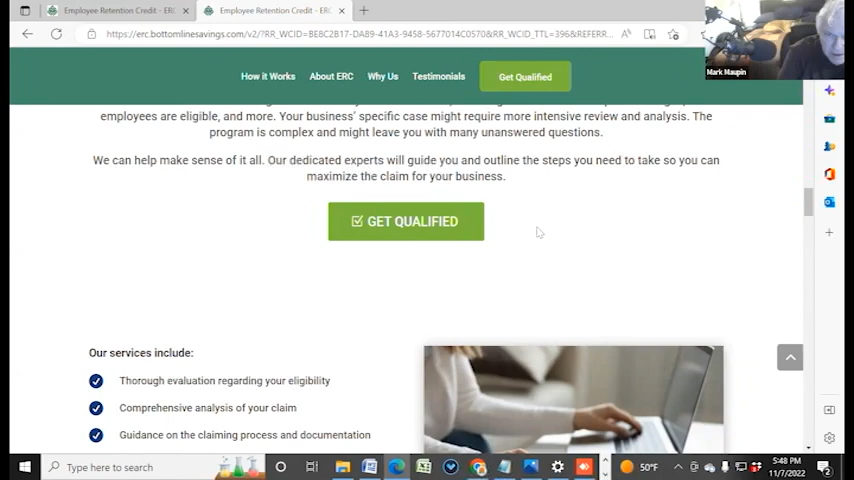 Employee Retention Credit - ERC
Employee Retention Credit - ERC
https://erc.bottomlinesavings.com/v2/?RR_WCID=BE8C2B17-DA89-41A3-9458-5677014C0570&RR_WCID_TTL=396&REFERR...
Mark Maupin
How it Works
About ERC
Why Us
Testimonials
Get Qualified
employees are eligible, and more. Your business' specific case might require more intensive review and analysis. The
program is complex and might leave you with many unanswered questions.
We can help make sense of it all. Our dedicated experts will guide you and outline the steps you need to take so you can
maximize the claim for your business.
GET QUALIFIED
Our services include:
Thorough evaluation regarding your eligibility
Comprehensive analysis of your claim
Guidance on the claiming process and documentation
Type here to search
50°F
5:48 PM
11/7/2022
2